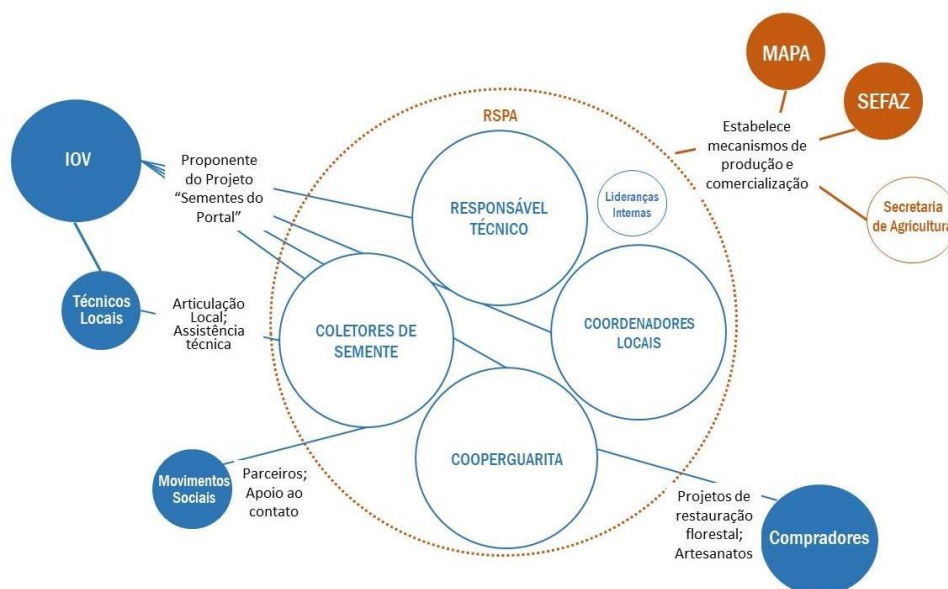 MAPA
SEFAZ
RSPA
Estabelece
mecanismos de
produção e
comercialização
IOV
Proponente
do Projeto
“Sementes do
Portal”
RESPONSÁVEL
TÉCNICO
Lideranças
Internas
Secretaria
de Agricultura
Técnicos
Locais
Articulação
Local;
Assistência
técnica
COLETORES DE
SEMENTE
COORDENADORES
LOCAIS
COOPERGUARITA
Movimentos
Sociais
Parceiros;
Apoio ao
contato
Projetos de
restauração
florestal;
Artesanatos
Compradores